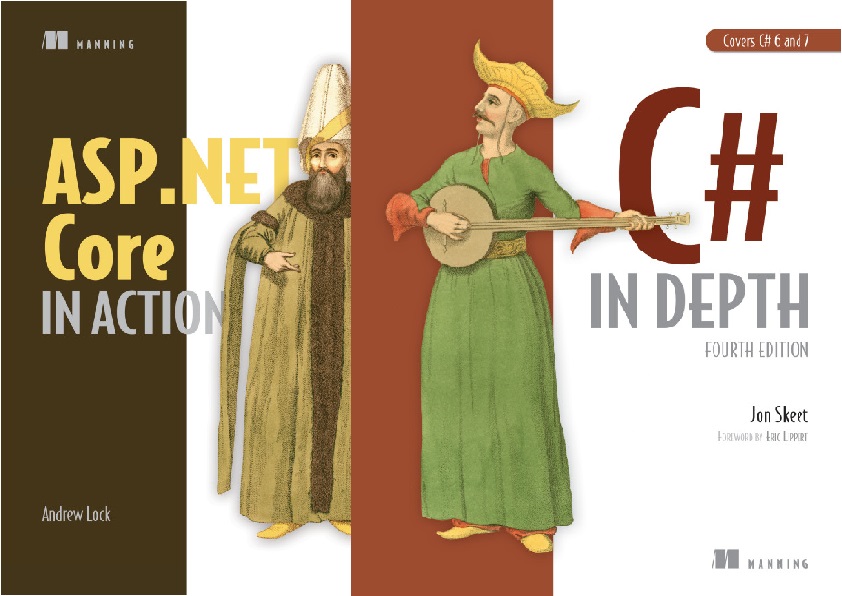 MANNING
ASP.NET
Core
IN ACTION
Andrew Lock
Covers C# 6 and 7
C#
IN DEPTH
FOURTH EDITION
Jon Skeet
FOREWORD BY ERIC LIPPERT
MANNING